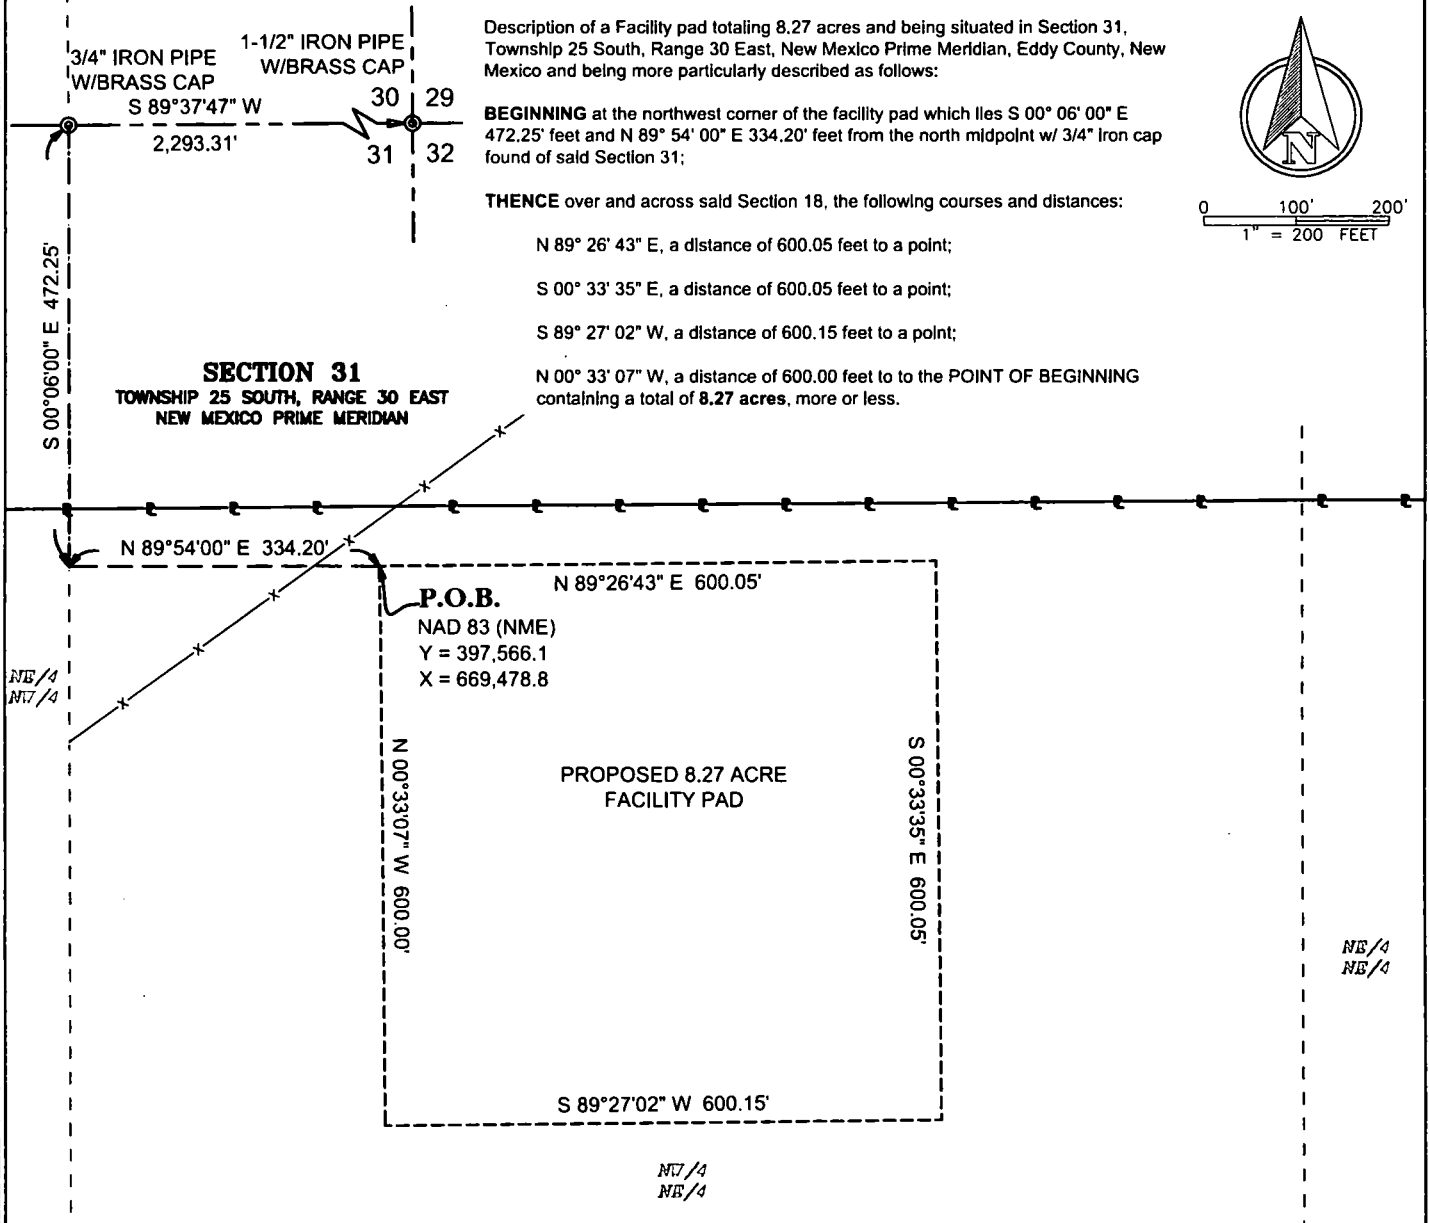 3/4" IRON PIPE
W/BRASS CAP
1-1/2" IRON PIPE
W/BRASS CAP
S 89°37'47" W
2,293.31'
30 29
31 32
Description of a Facility pad totaling 8.27 acres and being situated in Section 31,
Township 25 South, Range 30 East, New Mexico Prime Meridian, Eddy County, New
Mexico and being more particularly described as follows:
BEGINNING at the northwest corner of the facility pad which lies S 00° 06' 00" E
472.25' feet and N 89° 54' 00" E 334.20' feet from the north midpoint w/ 3/4" iron cap
found of said Section 31;
THENCE over and across said Section 18, the following courses and distances:
N 89° 26' 43" E, a distance of 600.05 feet to a point;
S 00° 33' 35" E, a distance of 600.05 feet to a point;
S 89° 27' 02" W, a distance of 600.15 feet to a point;
N 00° 33' 07" W, a distance of 600.00 feet to to the POINT OF BEGINNING
containing a total of 8.27 acres, more or less.
N
0 100' 200'
1" = 200 FEET
S 00°06'00" E 472.25'
SECTION 31
TOWNSHIP 25 SOUTH, RANGE 30 EAST
NEW MEXICO PRIME MERIDIAN
N 89°54'00" E 334.20'
N 89°26'43" E 600.05'
P.O.B.
NAD 83 (NME)
Y = 397,566.1
X = 669,478.8
NE/4
NW/4
N 00°33'07" W 600.00'
PROPOSED 8.27 ACRE
FACILITY PAD
S 00°33'35" E 600.05'
NE/4
NE/4
S 89°27'02" W 600.15'
NW/4
NE/4